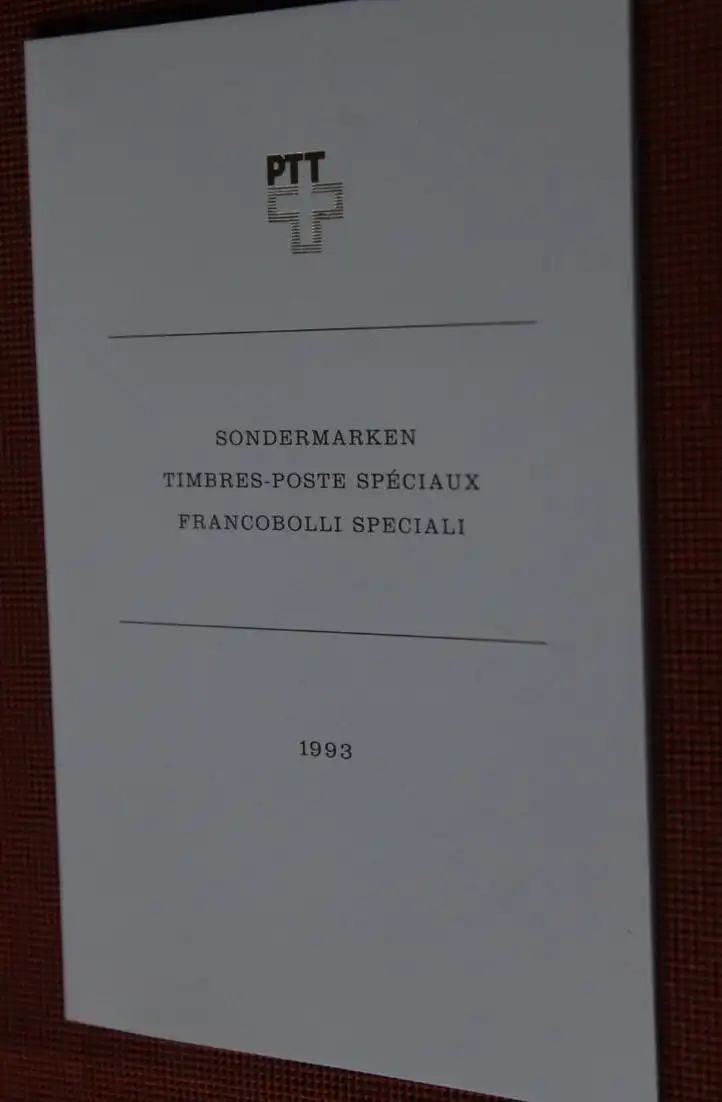 PTT
SONDERMARKEN
TIMBRES-POSTE SPÉCIAUX
FRANCOBOLLI SPECIALI
1993